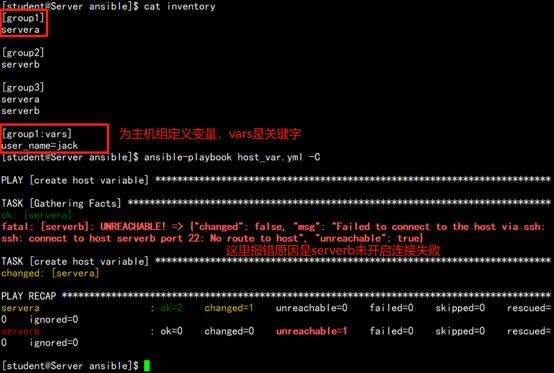 [student@Server ansible]$ cat inventory
[group1]
servera
[group2]
serverb
[group3]
servera
serverb
[group1:vars]
为主机组定义变量，vars是关键字
user_name=jack
[student@Server ansible]$ ansible-playbook host_var.yml -C
PLAY [create host variable] *****************************************************
TASK [Gathering Facts] **********************************************************
ok: [servera]
fatal: [serverb]: UNREACHABLE! => {"changed": false, "msg": "Failed to connect to the host via ssh:
ssh: connect to host serverb port 22: No route to host", "unreachable": true}
这里报错原因是serverb未开启连接失败
TASK [create host variable] *****************************************************
changed: [servera]
PLAY RECAP **********************************************************************
servera : ok=2 changed=1 unreachable=0 failed=0 skipped=0 rescued=
0 ignored=0
serverb : ok=0 changed=0 unreachable=1 failed=0 skipped=0 rescued=
0 ignored=0
[student@Server ansible]$